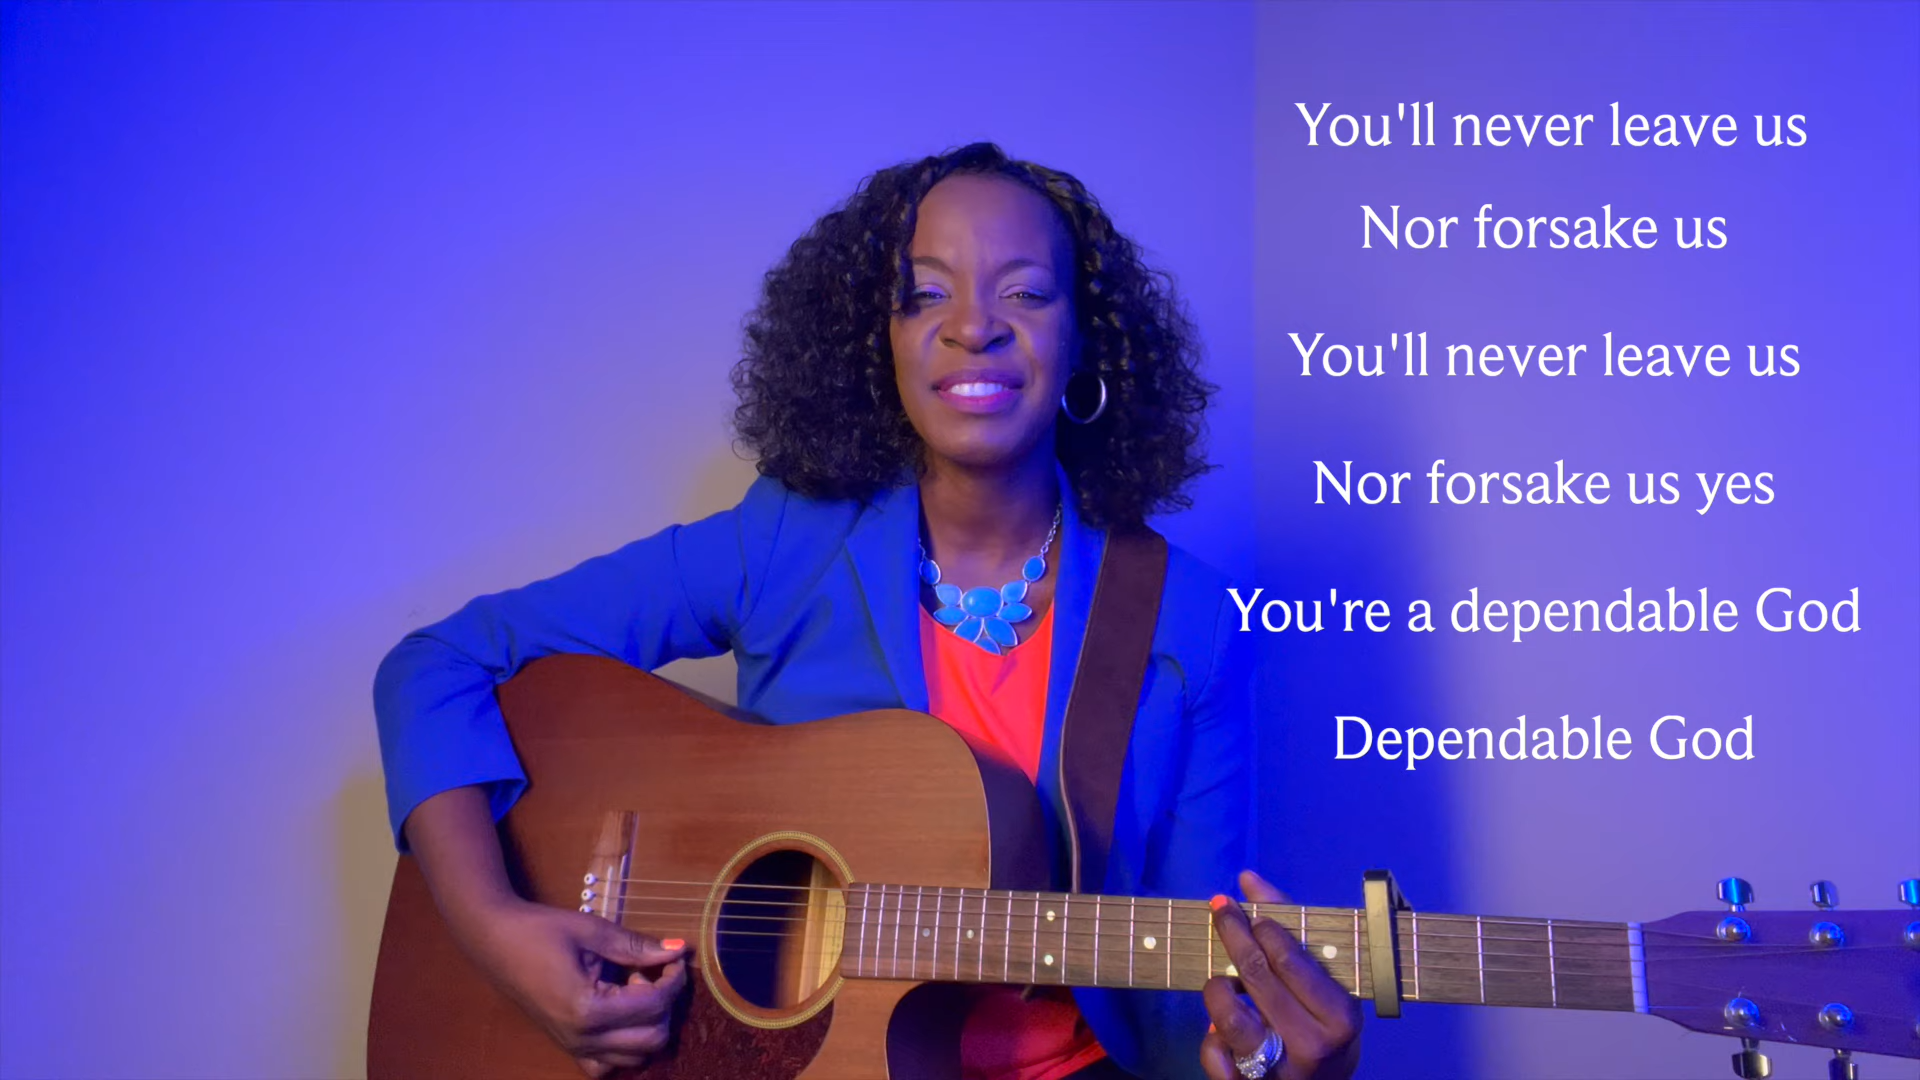 You'll never leave us
Nor forsake us
You'll never leave us
Nor forsake us yes
You're a dependable God
Dependable God